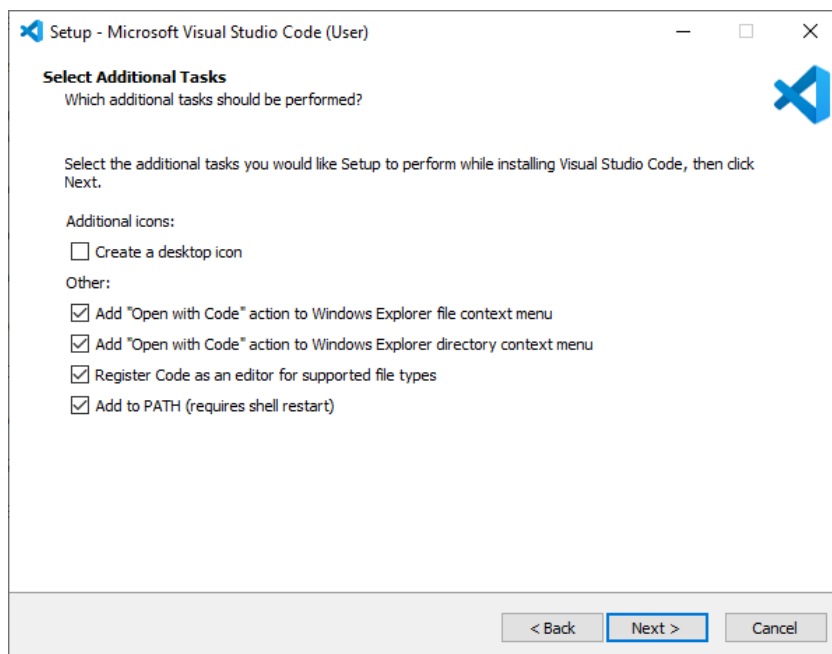 Setup - Microsoft Visual Studio Code (User)
Select Additional Tasks
Which additional tasks should be performed?
Select the additional tasks you would like Setup to perform while installing Visual Studio Code, then click
Next.
Additional icons:
Create a desktop icon
Other:
Add "Open with Code" action to Windows Explorer file context menu
Add "Open with Code" action to Windows Explorer directory context menu
Register Code as an editor for supported file types
Add to PATH (requires shell restart)
< Back Next > Cancel